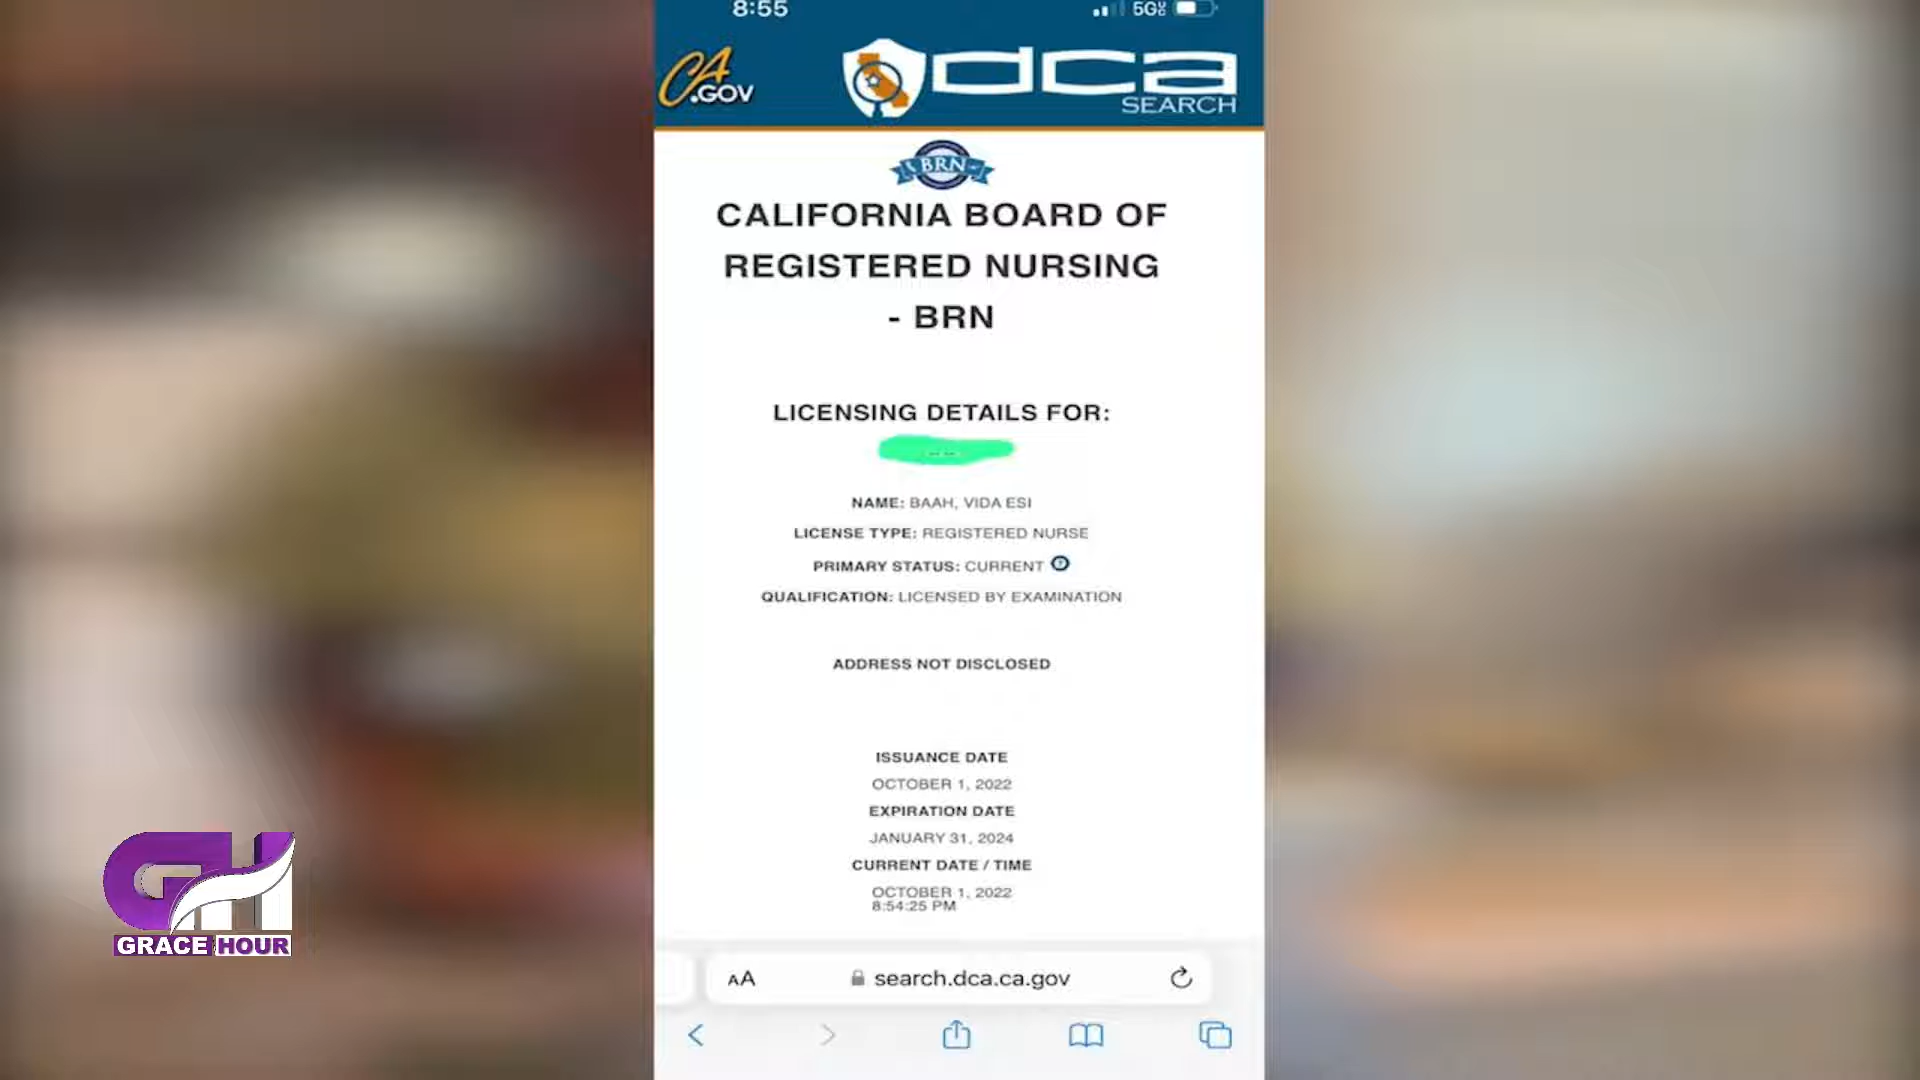 8:55
5G
CA.GOV
dca
SEARCH
BRN
CALIFORNIA BOARD OF
REGISTERED NURSING
- BRN
LICENSING DETAILS FOR:
NAME: BAAH, VIDA ESI
LICENSE TYPE: REGISTERED NURSE
PRIMARY STATUS: CURRENT
QUALIFICATION: LICENSED BY EXAMINATION
ADDRESS NOT DISCLOSED
ISSUANCE DATE
OCTOBER 1, 2022
EXPIRATION DATE
JANUARY 31, 2024
CURRENT DATE / TIME
OCTOBER 1, 2022
8:54:25 PM
GH
GRACE HOUR
AA
search.dca.ca.gov